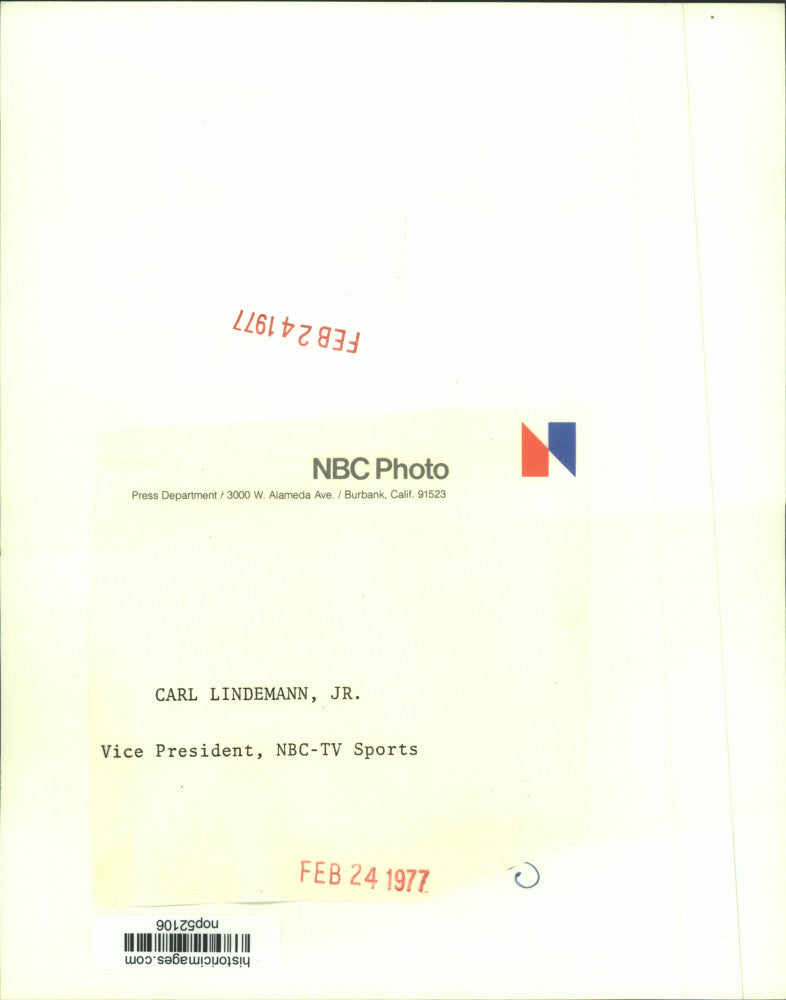 FEB 24 1977
NBC Photo
Press Department / 3000 W. Alameda Ave. / Burbank, Calif. 91523
CARL LINDEMANN, JR.
Vice President, NBC-TV Sports
FEB 24 1977
C
nop52106
historicimages.com